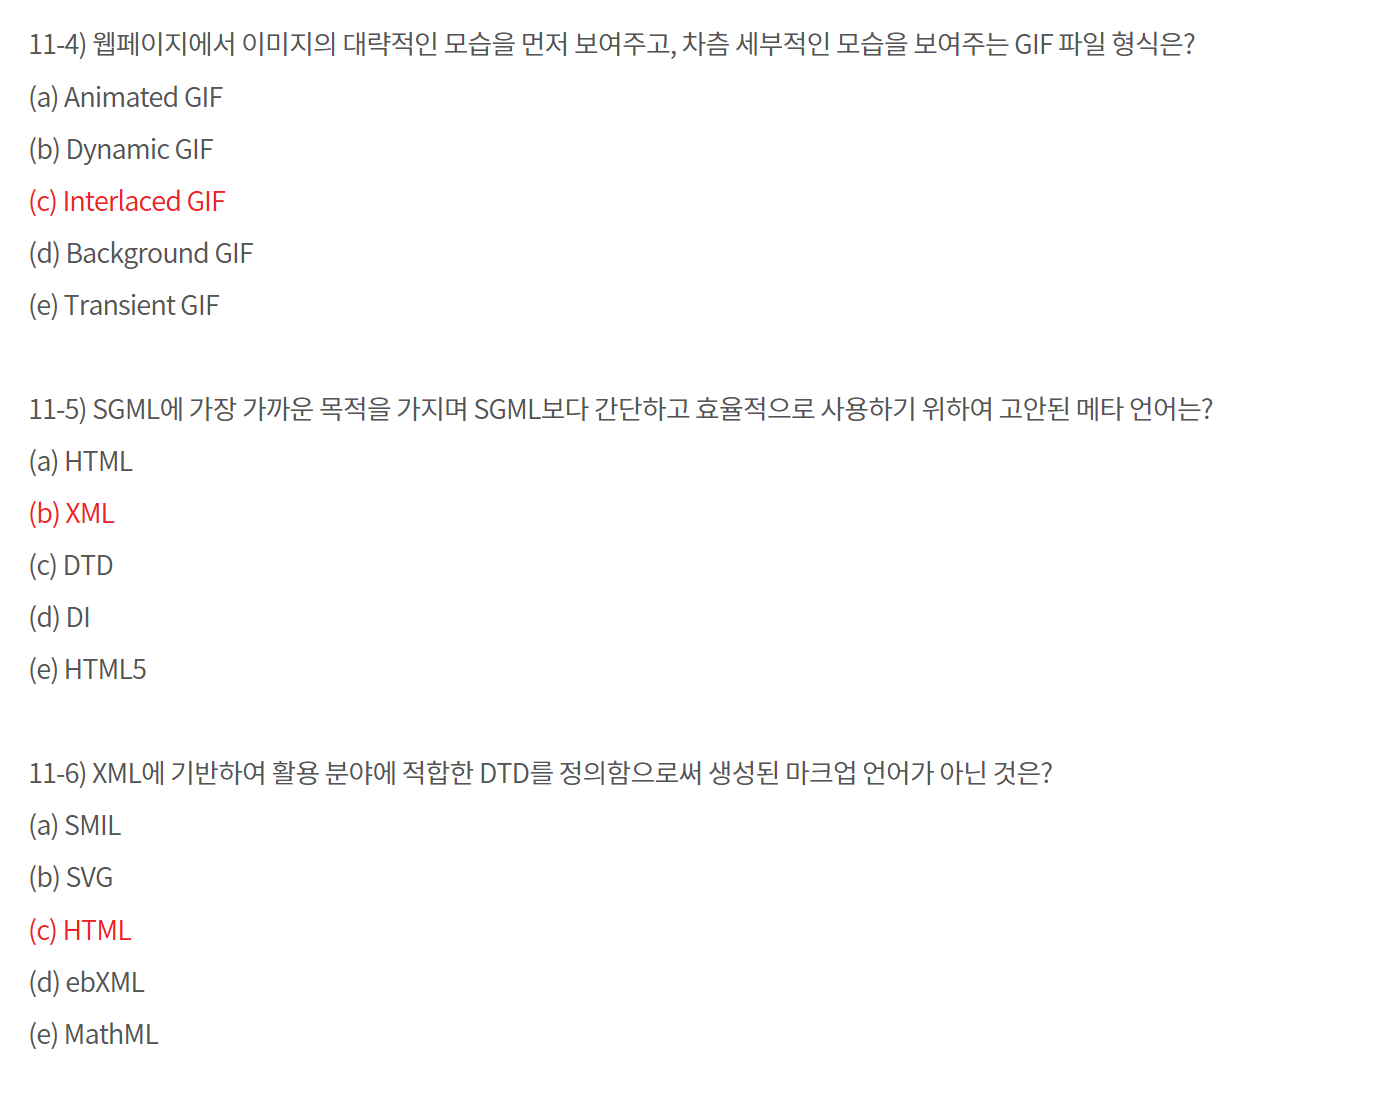 11-4) 웹페이지에서 이미지의 대략적인 모습을 먼저 보여주고, 차츰 세부적인 모습을 보여주는 GIF 파일 형식은?
(a) Animated GIF
(b) Dynamic GIF
(c) Interlaced GIF
(d) Background GIF
(e) Transient GIF
11-5) SGML에 가장 가까운 목적을 가지며 SGML보다 간단하고 효율적으로 사용하기 위하여 고안된 메타 언어는?
(a) HTML
(b) XML
(c) DTD
(d) DI
(e) HTML5
11-6) XML에 기반하여 활용 분야에 적합한 DTD를 정의함으로써 생성된 마크업 언어가 아닌 것은?
(a) SMIL
(b) SVG
(c) HTML
(d) ebXML
(e) MathML